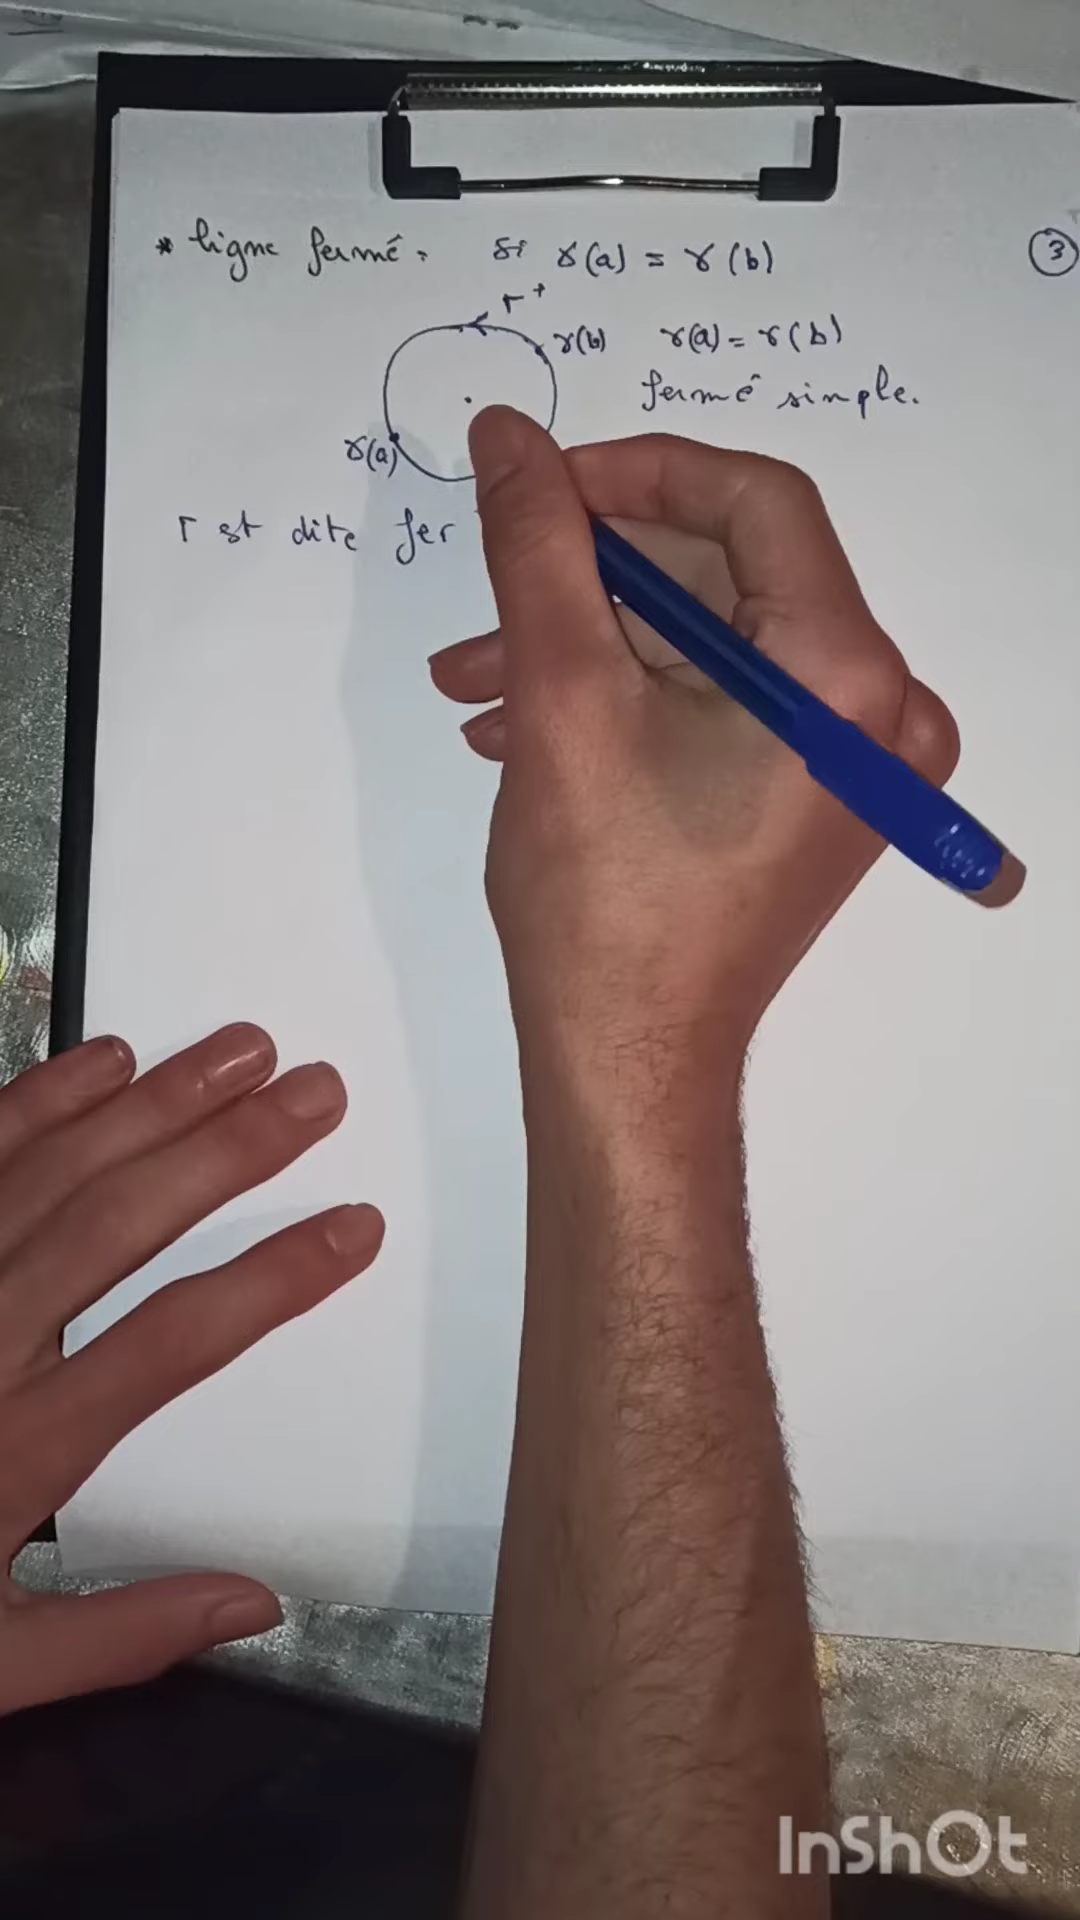 * ligne fermé : si γ(a) = γ(b)
3
Γ+
γ(b) γ(a) = γ(b)
fermé simple.
γ(a)
Γ st dite fer
InShOt